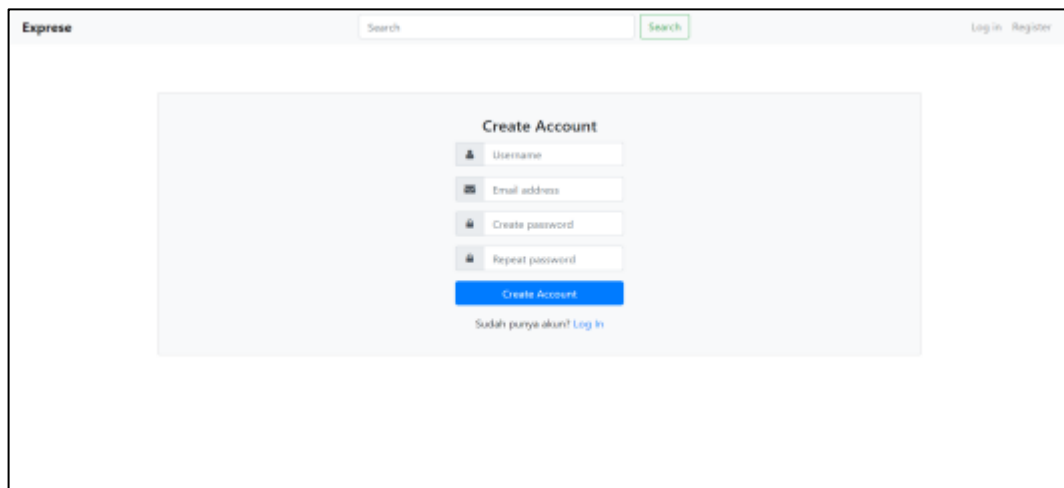 Exprese
Search
Search
Log in Register
Create Account
Username
Email address
Create password
Repeat password
Create Account
Sudah punya akun? Log In